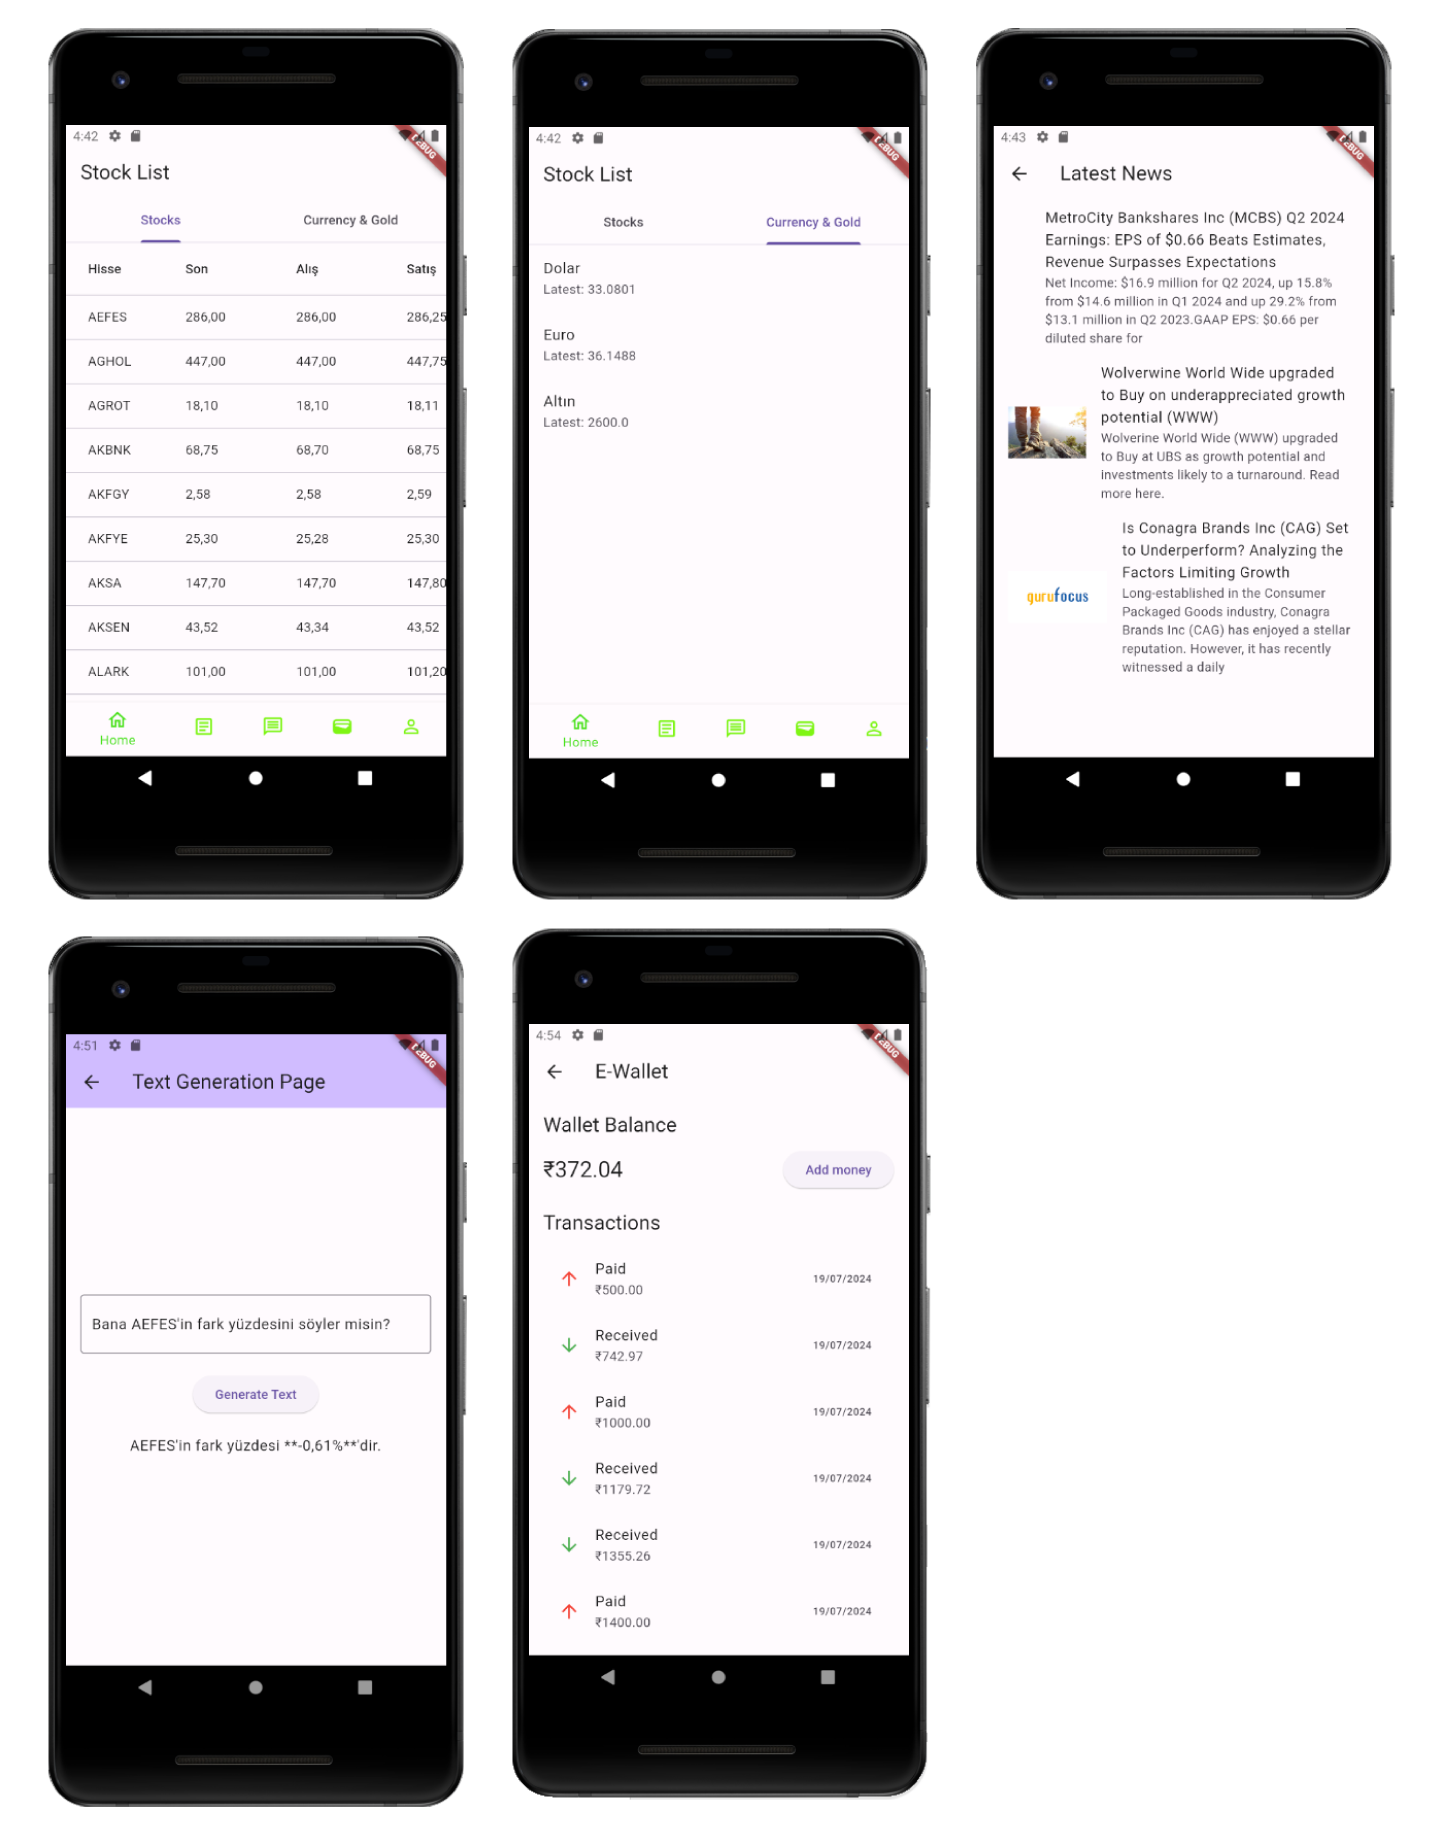 4:42
DEBUG
Stock List
Stocks Currency & Gold
Hisse Son Alış Satış
AEFES 286,00 286,00 286,25
AGHOL 447,00 447,00 447,75
AGROT 18,10 18,10 18,11
AKBNK 68,75 68,70 68,75
AKFGY 2,58 2,58 2,59
AKFYE 25,30 25,28 25,30
AKSA 147,70 147,70 147,80
AKSEN 43,52 43,34 43,52
ALARK 101,00 101,00 101,20
Home
4:42
DEBUG
Stock List
Stocks Currency & Gold
Dolar
Latest: 33.0801
Euro
Latest: 36.1488
Altın
Latest: 2600.0
Home
4:43
DEBUG
Latest News
MetroCity Bankshares Inc (MCBS) Q2 2024
Earnings: EPS of $0.66 Beats Estimates,
Revenue Surpasses Expectations
Net Income: $16.9 million for Q2 2024, up 15.8%
from $14.6 million in Q1 2024 and up 29.2% from
$13.1 million in Q2 2023.GAAP EPS: $0.66 per
diluted share for
Wolverwine World Wide upgraded
to Buy on underappreciated growth
potential (WWW)
Wolverine World Wide (WWW) upgraded
to Buy at UBS as growth potential and
investments likely to a turnaround. Read
more here.
gurufocus
Is Conagra Brands Inc (CAG) Set
to Underperform? Analyzing the
Factors Limiting Growth
Long-established in the Consumer
Packaged Goods industry, Conagra
Brands Inc (CAG) has enjoyed a stellar
reputation. However, it has recently
witnessed a daily
4:51
DEBUG
Text Generation Page
Bana AEFES'in fark yüzdesini söyler misin?
Generate Text
AEFES'in fark yüzdesi **-0,61%**'dir.
4:54
DEBUG
E-Wallet
Wallet Balance
₹372.04 Add money
Transactions
Paid
₹500.00 19/07/2024
Received
₹742.97 19/07/2024
Paid
₹1000.00 19/07/2024
Received
₹1179.72 19/07/2024
Received
₹1355.26 19/07/2024
Paid
₹1400.00 19/07/2024